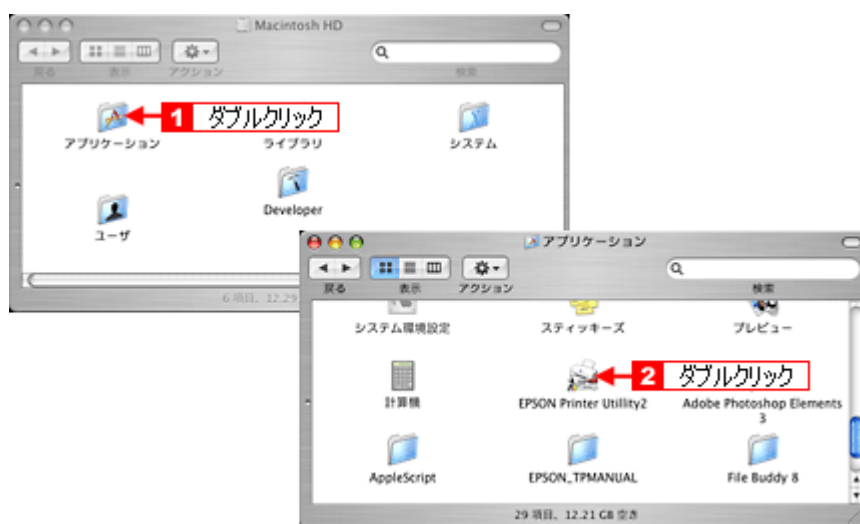 Macintosh HD
戻る 表示 アクション 検索
1 ダブルクリック
アプリケーション ライブラリ システム
ユーザ Developer
6 項目、12.29
アプリケーション
戻る 表示 アクション 検索
システム環境設定 スティッキーズ プレビュー
2 ダブルクリック
計算機 EPSON Printer Utillity2 Adobe Photoshop Elements
3
AppleScript EPSON_TPMANUAL File Buddy 8
29 項目、12.21 GB 空き